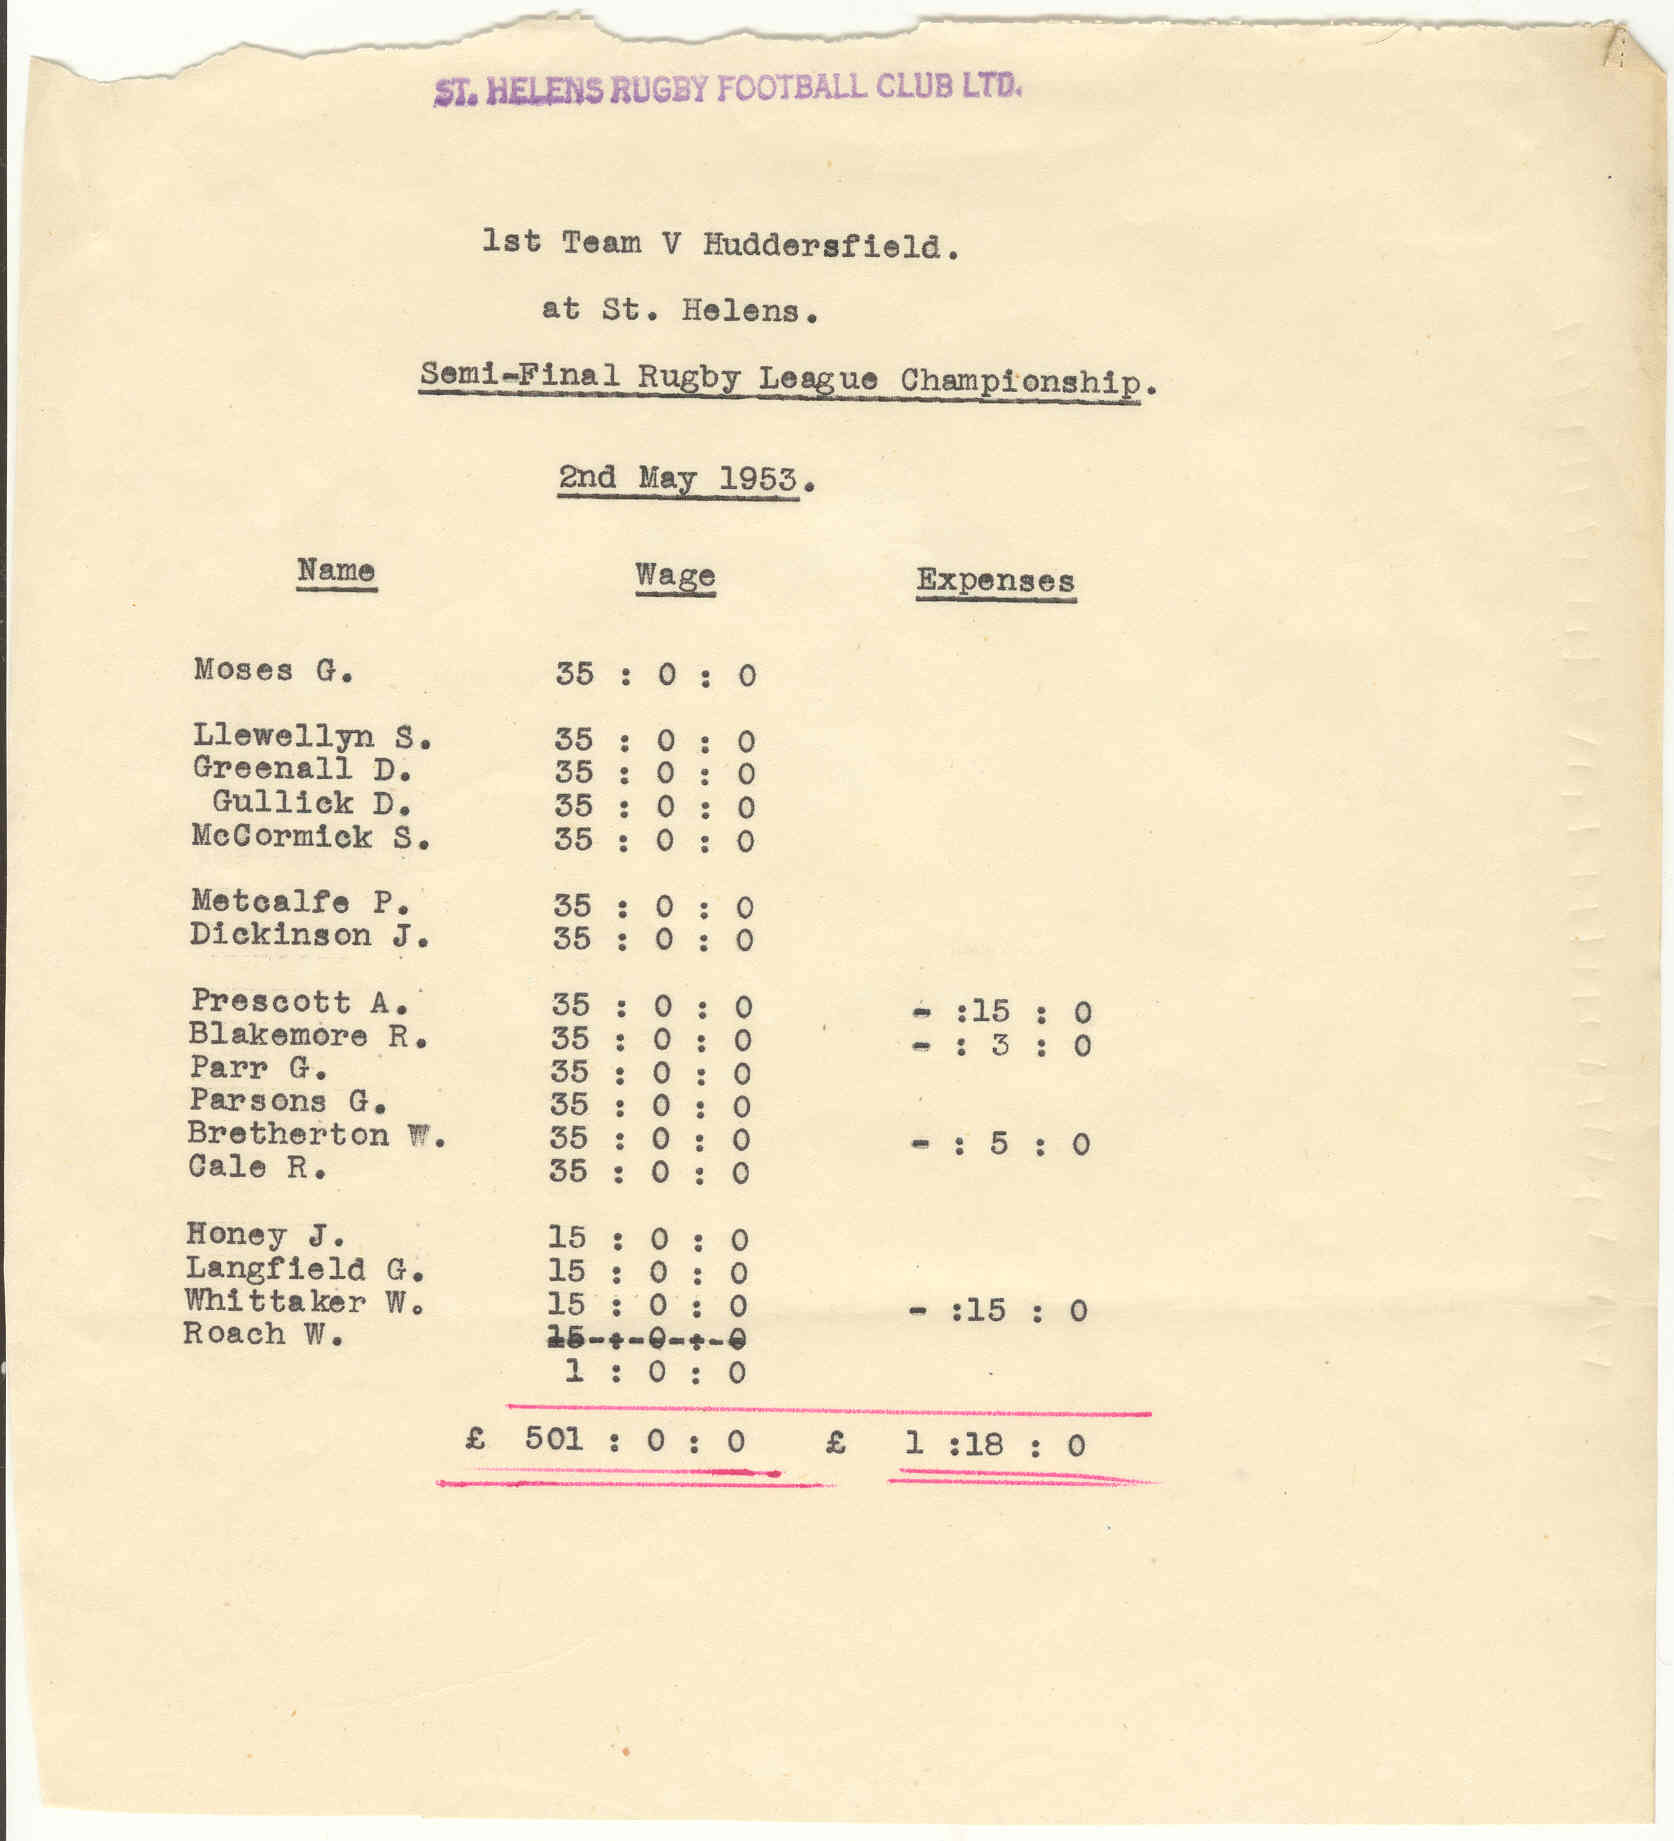 ST. HELENS RUGBY FOOTBALL CLUB LTD.
1st Team V Huddersfield.
at St. Helens.
Semi-Final Rugby League Championship.
2nd May 1953.
Name Wage Expenses
Moses G. 35 : 0 : 0
Llewellyn S. 35 : 0 : 0
Greenall D. 35 : 0 : 0
Gullick D. 35 : 0 : 0
McCormick S. 35 : 0 : 0
Metcalfe P. 35 : 0 : 0
Dickinson J. 35 : 0 : 0
Prescott A. 35 : 0 : 0 - :15 : 0
Blakemore R. 35 : 0 : 0 - : 3 : 0
Parr G. 35 : 0 : 0
Parsons G. 35 : 0 : 0
Bretherton W. 35 : 0 : 0 - : 5 : 0
Cale R. 35 : 0 : 0
Honey J. 15 : 0 : 0
Langfield G. 15 : 0 : 0
Whittaker W. 15 : 0 : 0 - :15 : 0
Roach W. 15-:-0-:-0
1 : 0 : 0
£ 501 : 0 : 0 £ 1 :18 : 0